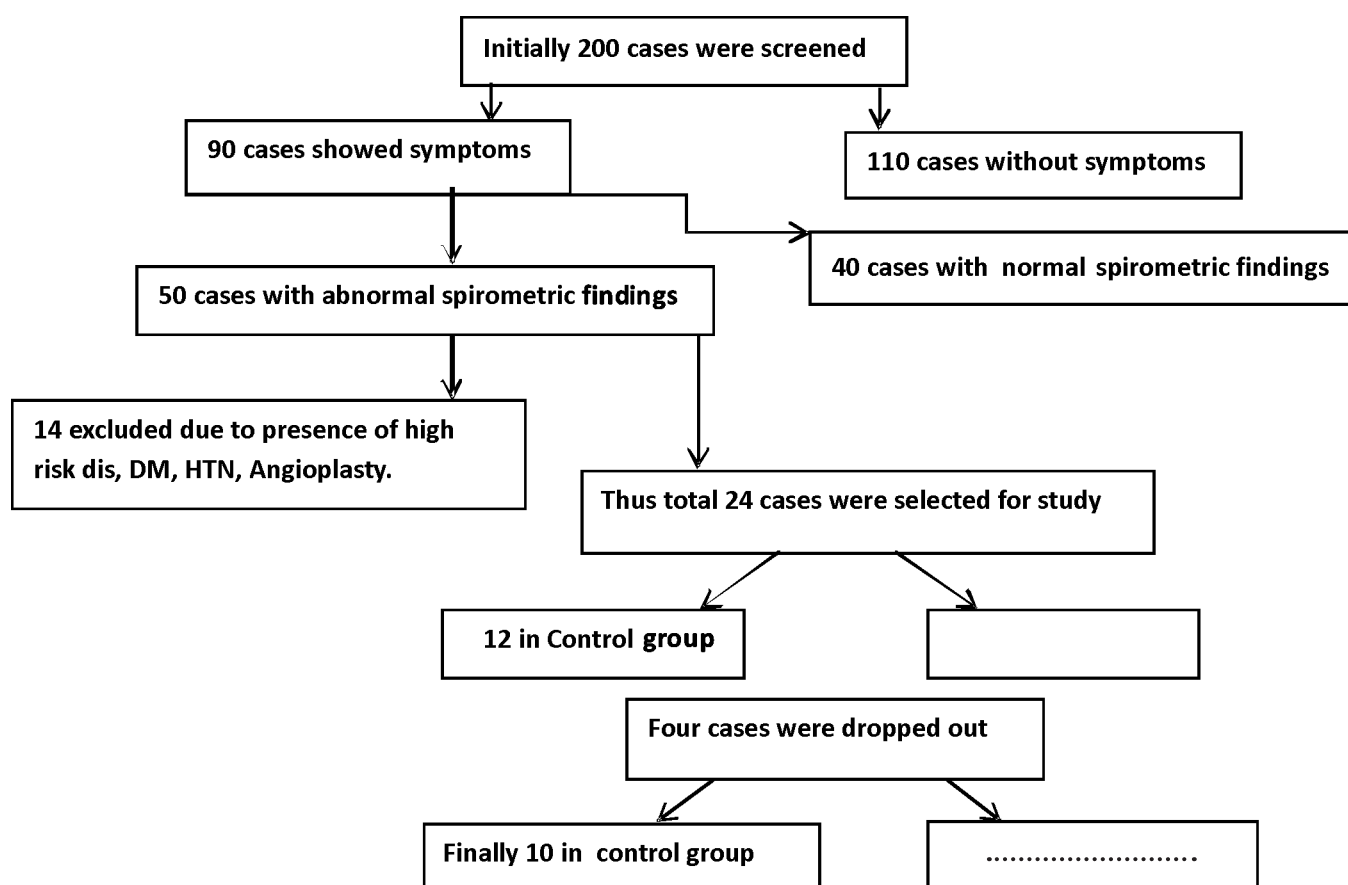 Initially 200 cases were screened
90 cases showed symptoms
110 cases without symptoms
40 cases with normal spirometric findings
50 cases with abnormal spirometric findings
14 excluded due to presence of high
risk dis, DM, HTN, Angioplasty.
Thus total 24 cases were selected for study
12 in Control group
Four cases were dropped out
Finally 10 in control group
..........................